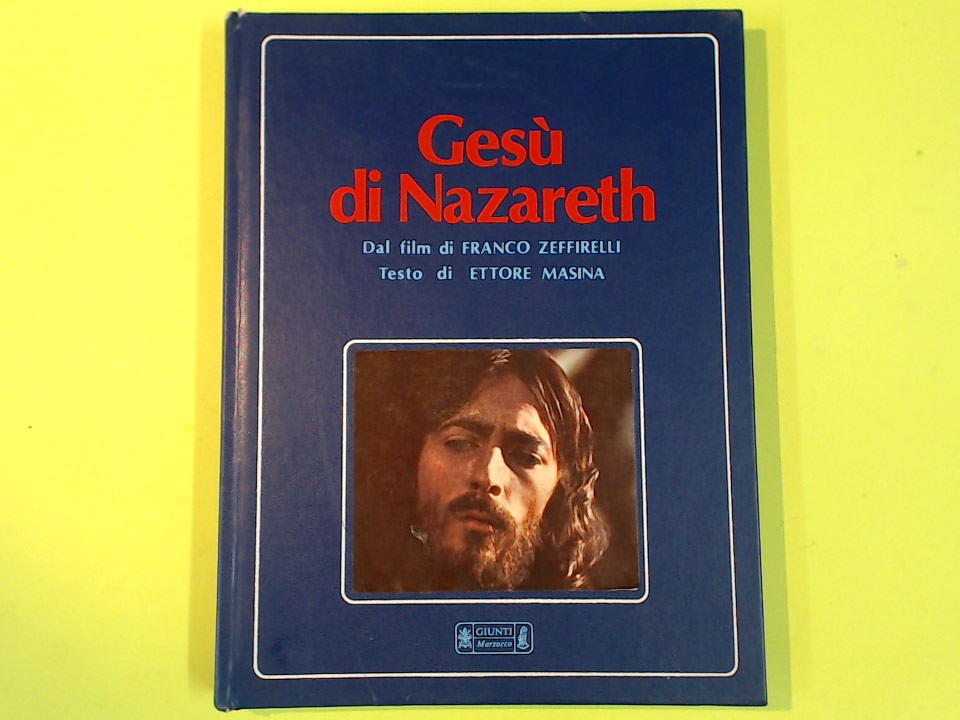 Gesù
di Nazareth
Dal film di FRANCO ZEFFIRELLI
Testo di ETTORE MASINA
GIUNTI
Marzocco